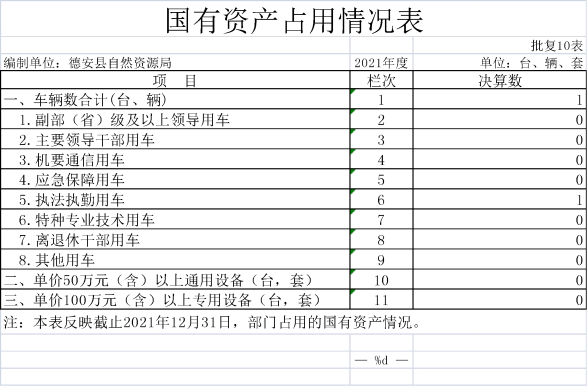 国有资产占用情况表
批复10表
编制单位：德安县自然资源局 2021年度 单位：台、辆、套
项 目 栏次 决算数
一、车辆数合计(台、辆) 1 1
1.副部（省）级及以上领导用车 2 0
2.主要领导干部用车 3 0
3.机要通信用车 4 0
4.应急保障用车 5 0
5.执法执勤用车 6 1
6.特种专业技术用车 7 0
7.离退休干部用车 8 0
8.其他用车 9 0
二、单价50万元（含）以上通用设备（台，套） 10 0
三、单价100万元（含）以上专用设备（台，套） 11 0
注：本表反映截止2021年12月31日，部门占用的国有资产情况。
— %d —